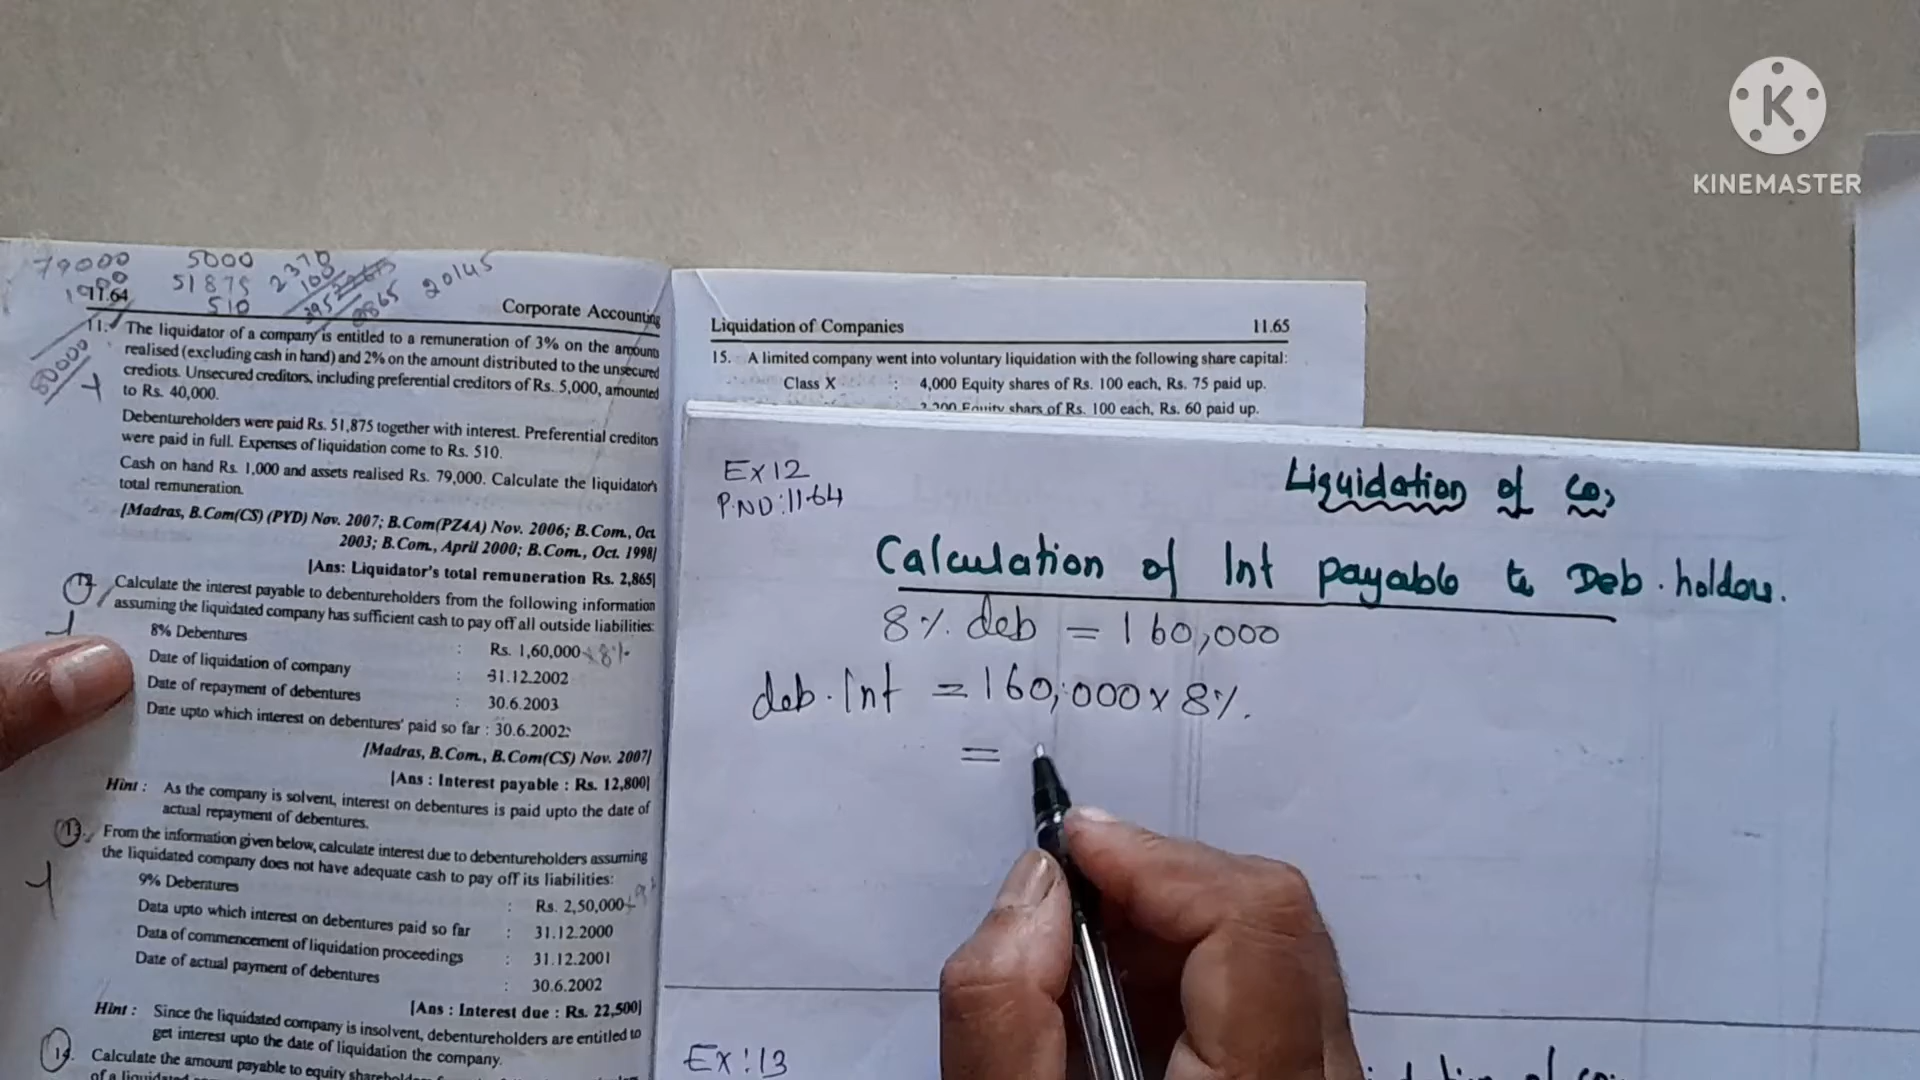 KINEMASTER
79000
5000
51875
510
2370
100
395
2865
20145
80000
11.64
Corporate Accounting
11. The liquidator of a company is entitled to a remuneration of 3% on the amounts
realised (excluding cash in hand) and 2% on the amount distributed to the unsecured
crediots. Unsecured creditors, including preferential creditors of Rs. 5,000, amounted
to Rs. 40,000.
Debentureholders were paid Rs. 51,875 together with interest. Preferential creditors
were paid in full. Expenses of liquidation come to Rs. 510.
Cash on hand Rs. 1,000 and assets realised Rs. 79,000. Calculate the liquidator's
total remuneration.
[Madras, B.Com(CS) (PYD) Nov. 2007; B.Com(PZ4A) Nov. 2006; B.Com., Oct
2003; B.Com., April 2000; B.Com., Oct. 1998]
[Ans: Liquidator's total remuneration Rs. 2,865]
12. Calculate the interest payable to debentureholders from the following information
assuming the liquidated company has sufficient cash to pay off all outside liabilities:
8% Debentures : Rs. 1,60,000 x 8%
Date of liquidation of company : 31.12.2002
Date of repayment of debentures : 30.6.2003
Date upto which interest on debentures' paid so far : 30.6.2002:
[Madras, B.Com., B.Com(CS) Nov. 2007]
[Ans : Interest payable : Rs. 12,800]
Hint : As the company is solvent, interest on debentures is paid upto the date of
actual repayment of debentures.
13. From the information given below, calculate interest due to debentureholders assuming
the liquidated company does not have adequate cash to pay off its liabilities:
9% Debentures : Rs. 2,50,000
Data upto which interest on debentures paid so far : 31.12.2000
Data of commencement of liquidation proceedings : 31.12.2001
Date of actual payment of debentures : 30.6.2002
[Ans : Interest due : Rs. 22,500]
Hint : Since the liquidated company is insolvent, debentureholders are entitled to
get interest upto the date of liquidation the company.
14. Calculate the amount payable to equity
of a
Liquidation of Companies 11.65
15. A limited company went into voluntary liquidation with the following share capital:
Class X : 4,000 Equity shares of Rs. 100 each, Rs. 75 paid up.
Equity shars of Rs. 100 each, Rs. 60 paid up.
Ex 12
P.NO:11.64
Liquidation of co,
Calculation of Int payable to Deb.holders.
8% deb = 160,000
deb.Int = 160,000 x 8%.
=
Ex:13
of co: